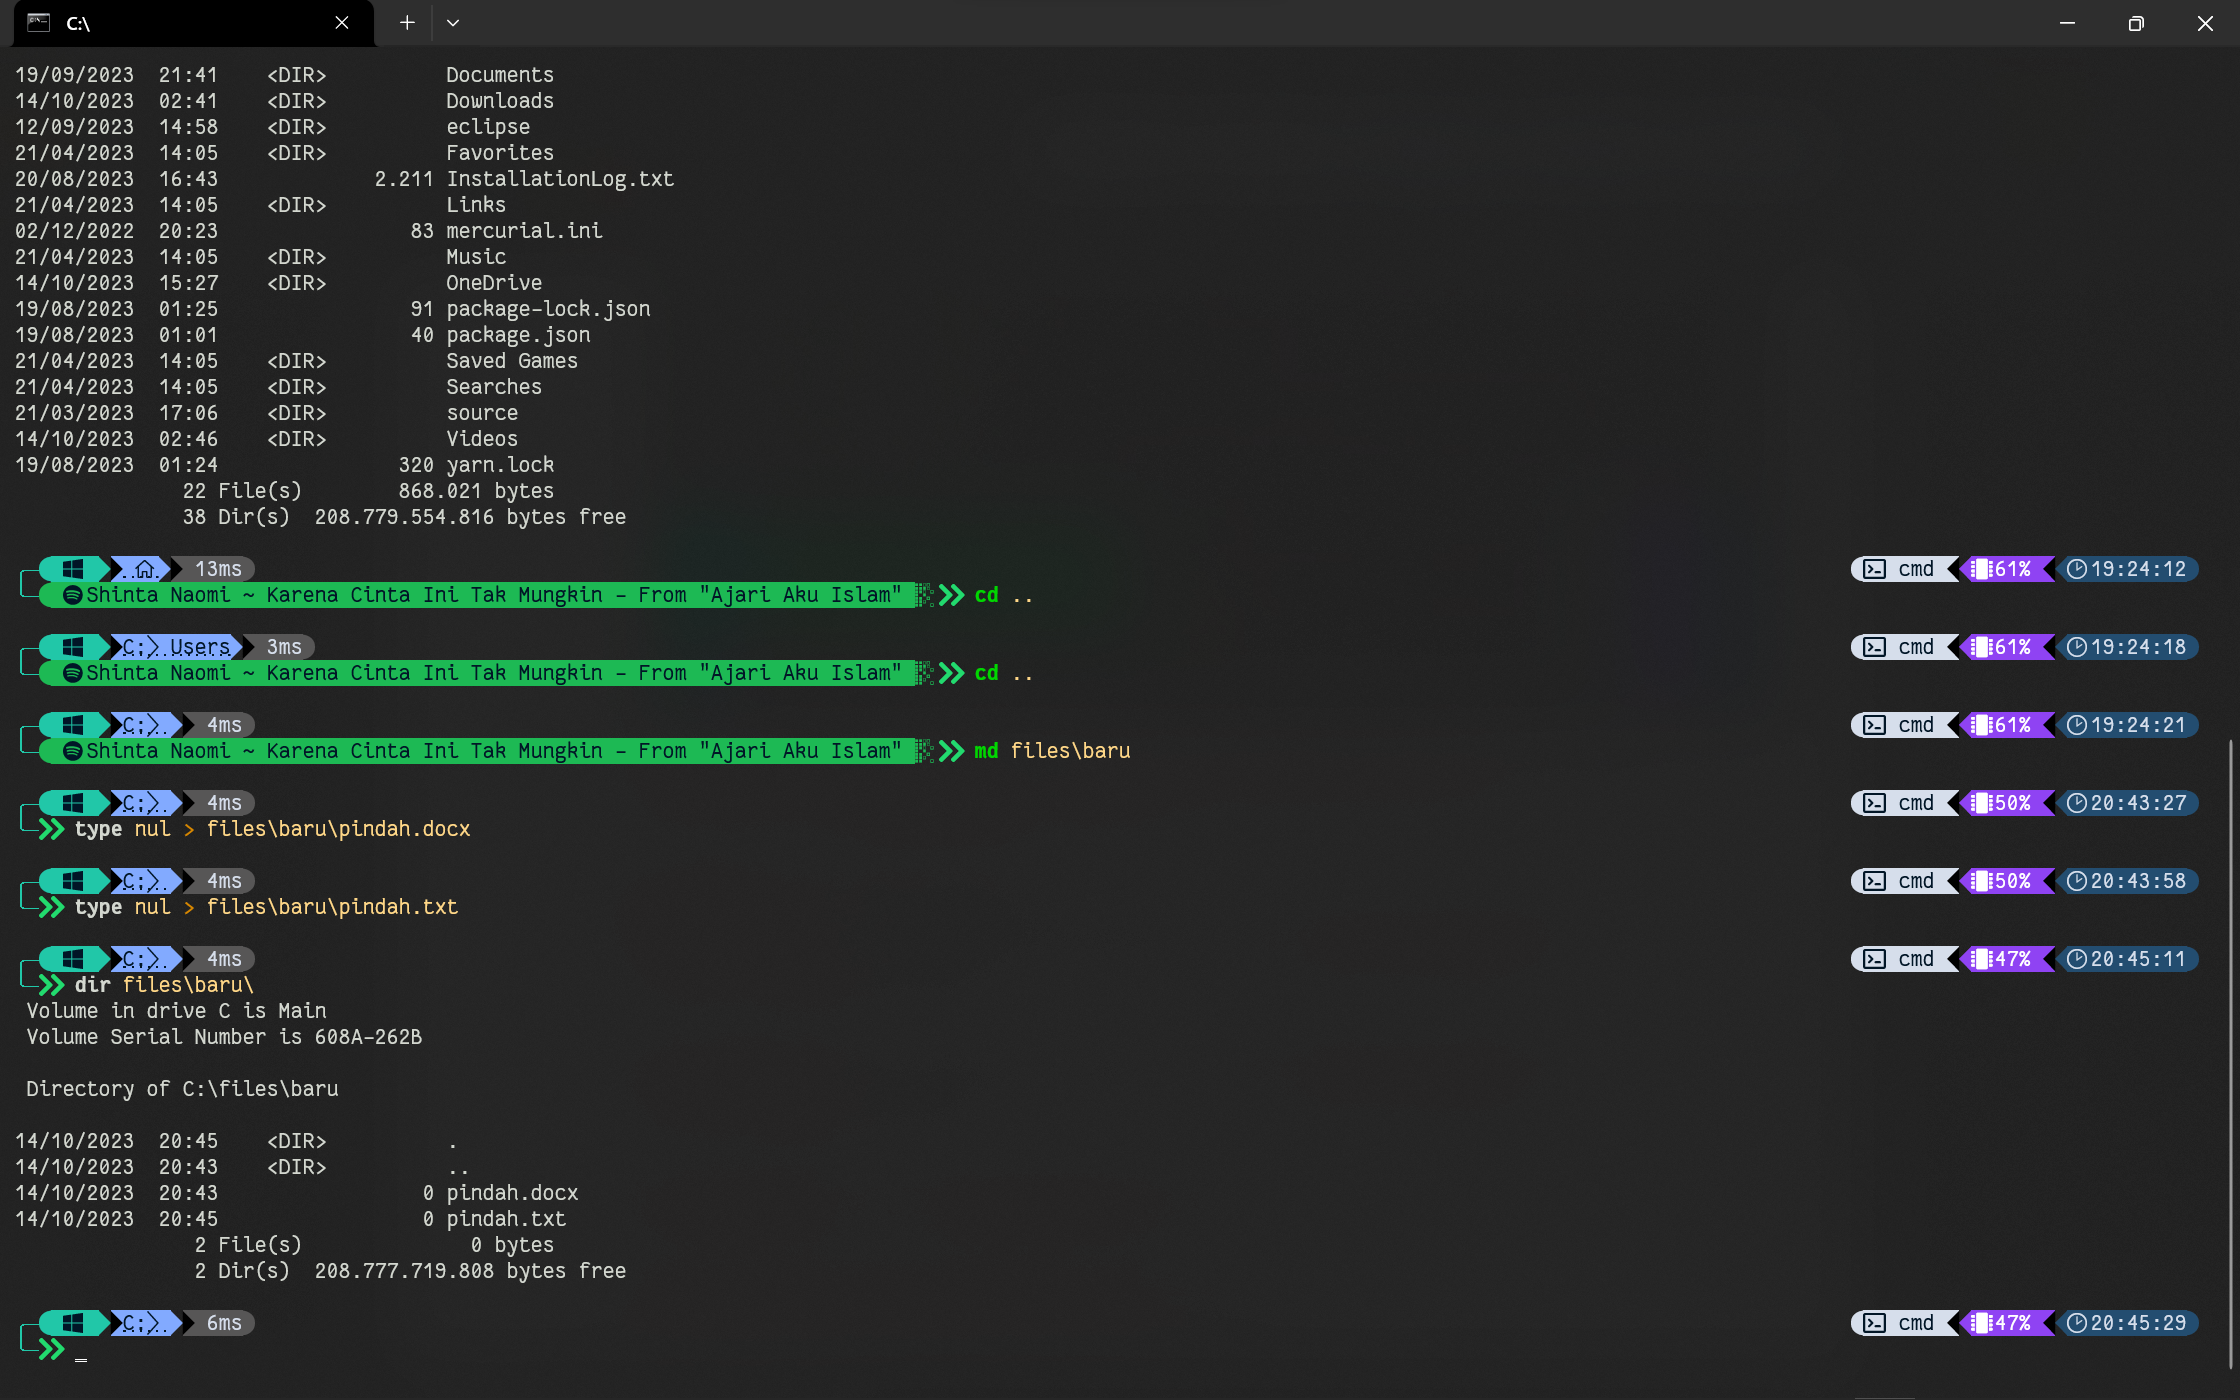 C:\
19/09/2023  21:41    <DIR>          Documents
14/10/2023  02:41    <DIR>          Downloads
12/09/2023  14:58    <DIR>          eclipse
21/04/2023  14:05    <DIR>          Favorites
20/08/2023  16:43             2.211 InstallationLog.txt
21/04/2023  14:05    <DIR>          Links
02/12/2022  20:23                83 mercurial.ini
21/04/2023  14:05    <DIR>          Music
14/10/2023  15:27    <DIR>          OneDrive
19/08/2023  01:25                91 package-lock.json
19/08/2023  01:01                40 package.json
21/04/2023  14:05    <DIR>          Saved Games
21/04/2023  14:05    <DIR>          Searches
21/03/2023  17:06    <DIR>          source
14/10/2023  02:46    <DIR>          Videos
19/08/2023  01:24               320 yarn.lock
              22 File(s)        868.021 bytes
              38 Dir(s)  208.779.554.816 bytes free
13ms cmd 61% 19:24:12
Shinta Naomi ~ Karena Cinta Ini Tak Mungkin - From "Ajari Aku Islam" cd ..
C: Users 3ms cmd 61% 19:24:18
Shinta Naomi ~ Karena Cinta Ini Tak Mungkin - From "Ajari Aku Islam" cd ..
C: 4ms cmd 61% 19:24:21
Shinta Naomi ~ Karena Cinta Ini Tak Mungkin - From "Ajari Aku Islam" md files\baru
C: 4ms cmd 50% 20:43:27
type nul > files\baru\pindah.docx
C: 4ms cmd 50% 20:43:58
type nul > files\baru\pindah.txt
C: 4ms cmd 47% 20:45:11
dir files\baru\
Volume in drive C is Main
Volume Serial Number is 608A-262B
Directory of C:\files\baru
14/10/2023  20:45    <DIR>          .
14/10/2023  20:43    <DIR>          ..
14/10/2023  20:43                 0 pindah.docx
14/10/2023  20:45                 0 pindah.txt
               2 File(s)              0 bytes
               2 Dir(s)  208.777.719.808 bytes free
C: 6ms cmd 47% 20:45:29